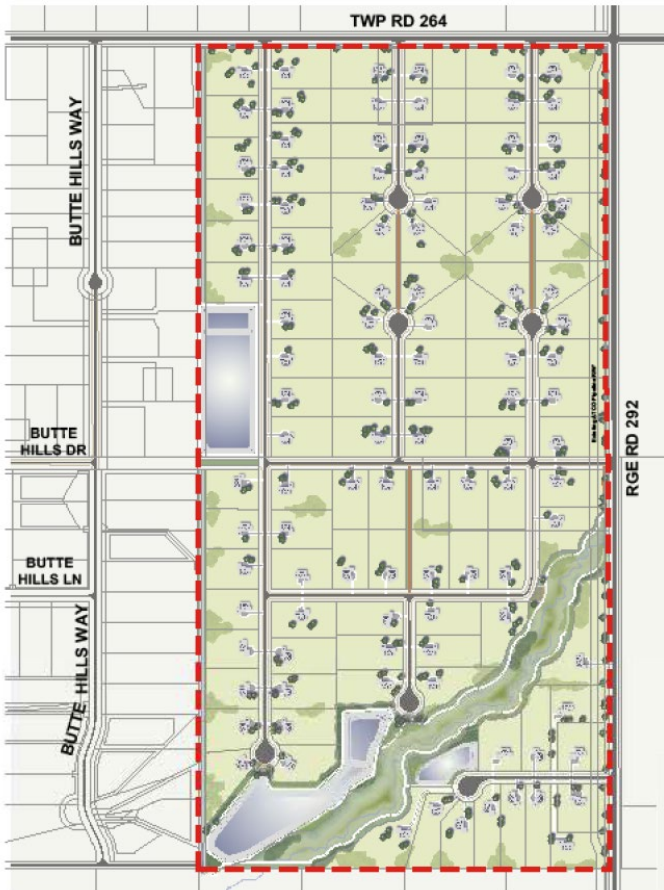 TWP RD 264
BUTTE HILLS WAY
BUTTE
HILLS DR
RGE RD 292
BUTTE
HILLS LN
BUTTE HILLS WAY